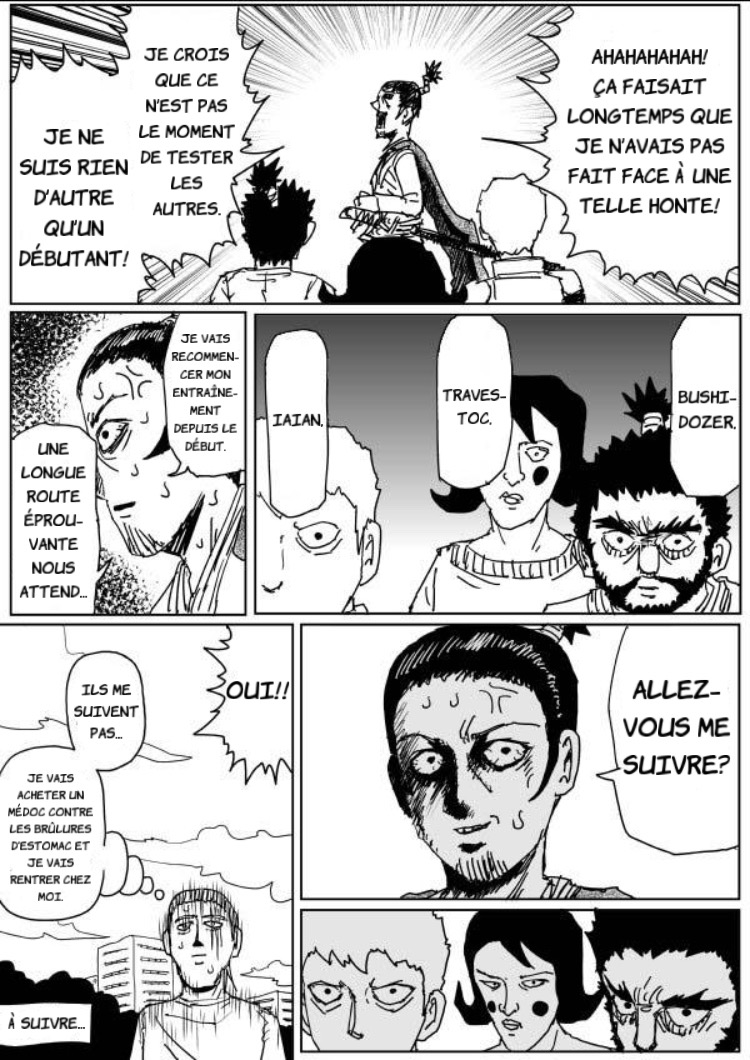 AHAHAHAHAH!
ÇA FAISAIT
LONGTEMPS QUE
JE N'AVAIS PAS
FAIT FACE À UNE
TELLE HONTE!
JE CROIS
QUE CE
N'EST PAS
LE MOMENT
DE TESTER
LES
AUTRES.
JE NE
SUIS RIEN
D'AUTRE
QU'UN
DÉBUTANT!
BUSHI-
DOZER.
TRAVES-
TOC.
IAIAN.
JE VAIS
RECOMMEN-
CER MON
ENTRAÎNE-
MENT
DEPUIS LE
DÉBUT.
UNE
LONGUE
ROUTE
ÉPROU-
VANTE
NOUS
ATTEND...
ALLEZ-
VOUS ME
SUIVRE?
OUI!!
ILS ME
SUIVENT
PAS...
JE VAIS
ACHETER UN
MÉDOC CONTRE
LES BRÛLURES
D'ESTOMAC ET
JE VAIS
RENTRER CHEZ
MOI.
À SUIVRE...